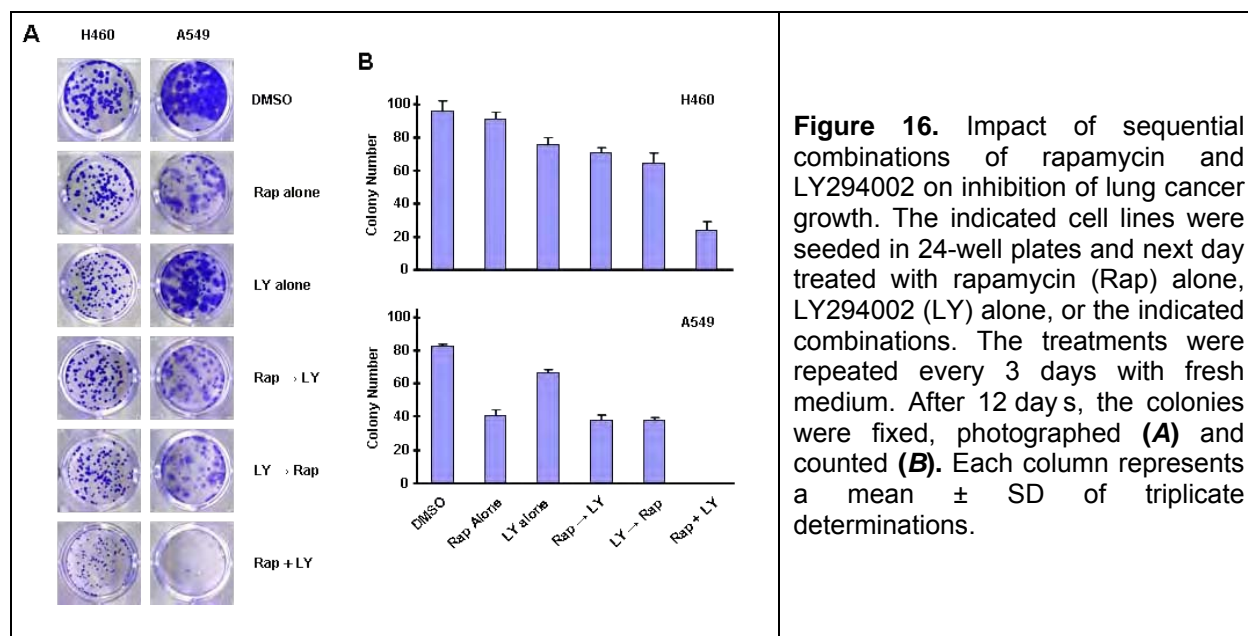 A
H460 A549
DMSO
Rap alone
LY alone
Rap → LY
LY → Rap
Rap + LY
B
H460
Colony Number
100
80
60
40
20
0
A549
Colony Number
80
60
40
20
0
DMSO
Rap Alone
LY alone
Rap → LY
LY → Rap
Rap + LY
Figure 16. Impact of sequential
combinations of rapamycin and
LY294002 on inhibition of lung cancer
growth. The indicated cell lines were
seeded in 24-well plates and next day
treated with rapamycin (Rap) alone,
LY294002 (LY) alone, or the indicated
combinations. The treatments were
repeated every 3 days with fresh
medium. After 12 day s, the colonies
were fixed, photographed (A) and
counted (B). Each column represents
a mean ± SD of triplicate
determinations.